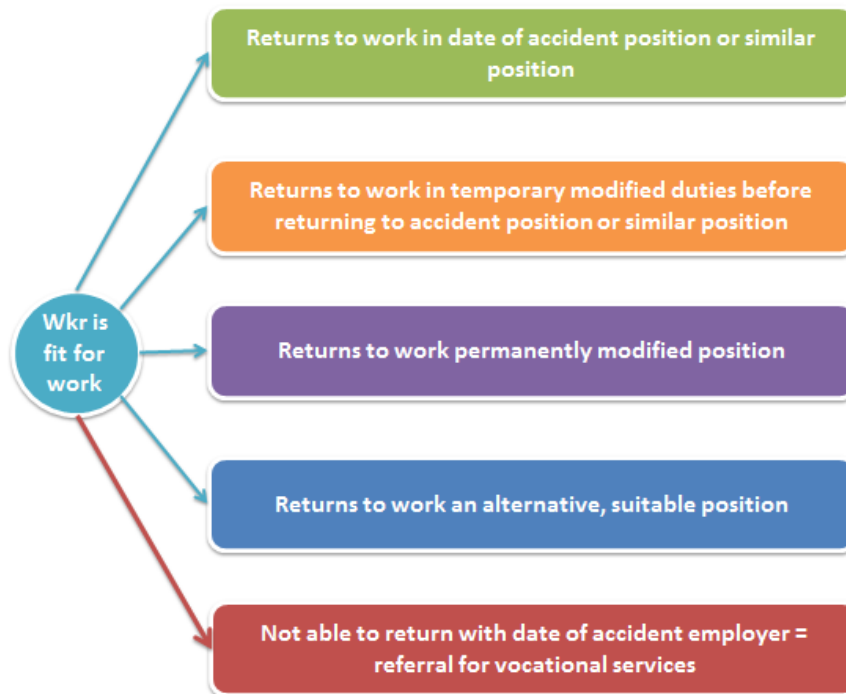 Returns to work in date of accident position or similar
position
Returns to work in temporary modified duties before
returning to accident position or similar position
Wkr is
fit for
work
Returns to work permanently modified position
Returns to work an alternative, suitable position
Not able to return with date of accident employer =
referral for vocational services